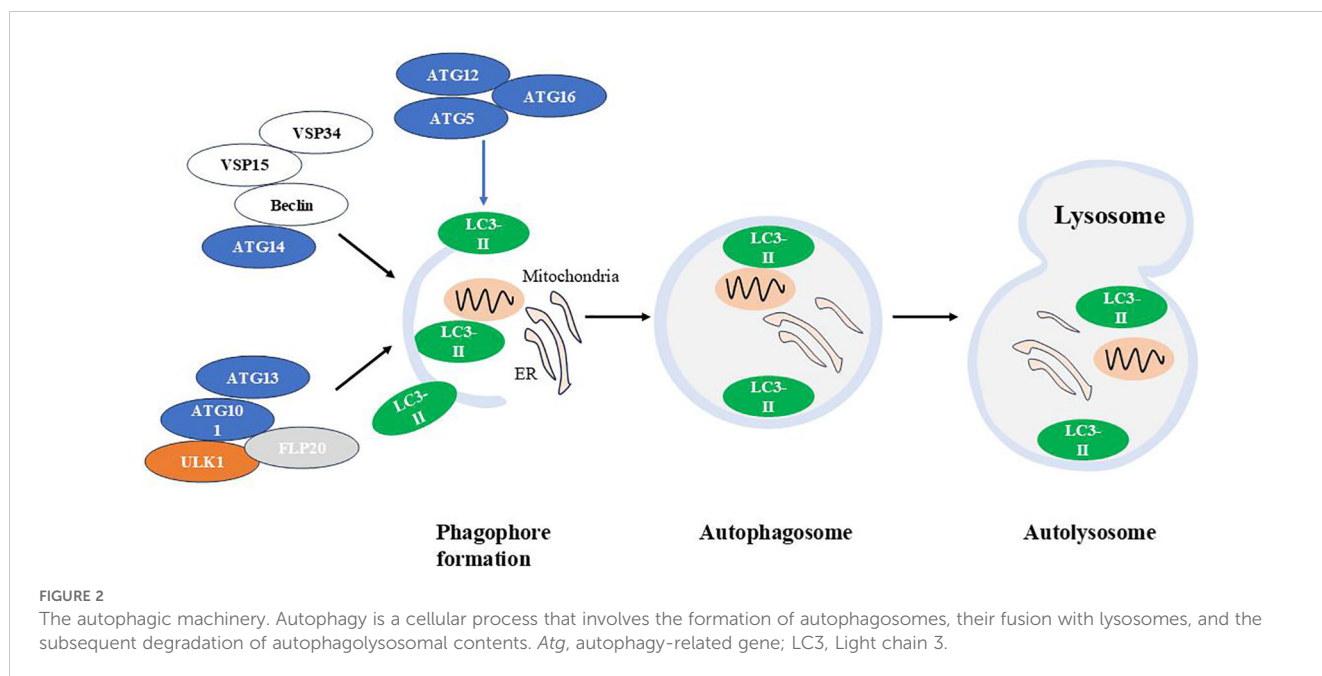 ATG12
ATG16
ATG5
VSP34
VSP15
Beclin
ATG14
LC3-
II
Mitochondria
LC3-
II
ER
LC3-
II
ATG13
ATG10
1
FLP20
ULK1
LC3-
II
LC3-
II
Lysosome
LC3-
II
LC3-
II
Phagophore
formation
Autophagosome
Autolysosome
FIGURE 2
The autophagic machinery. Autophagy is a cellular process that involves the formation of autophagosomes, their fusion with lysosomes, and the
subsequent degradation of autophagolysosomal contents. Atg, autophagy-related gene; LC3, Light chain 3.